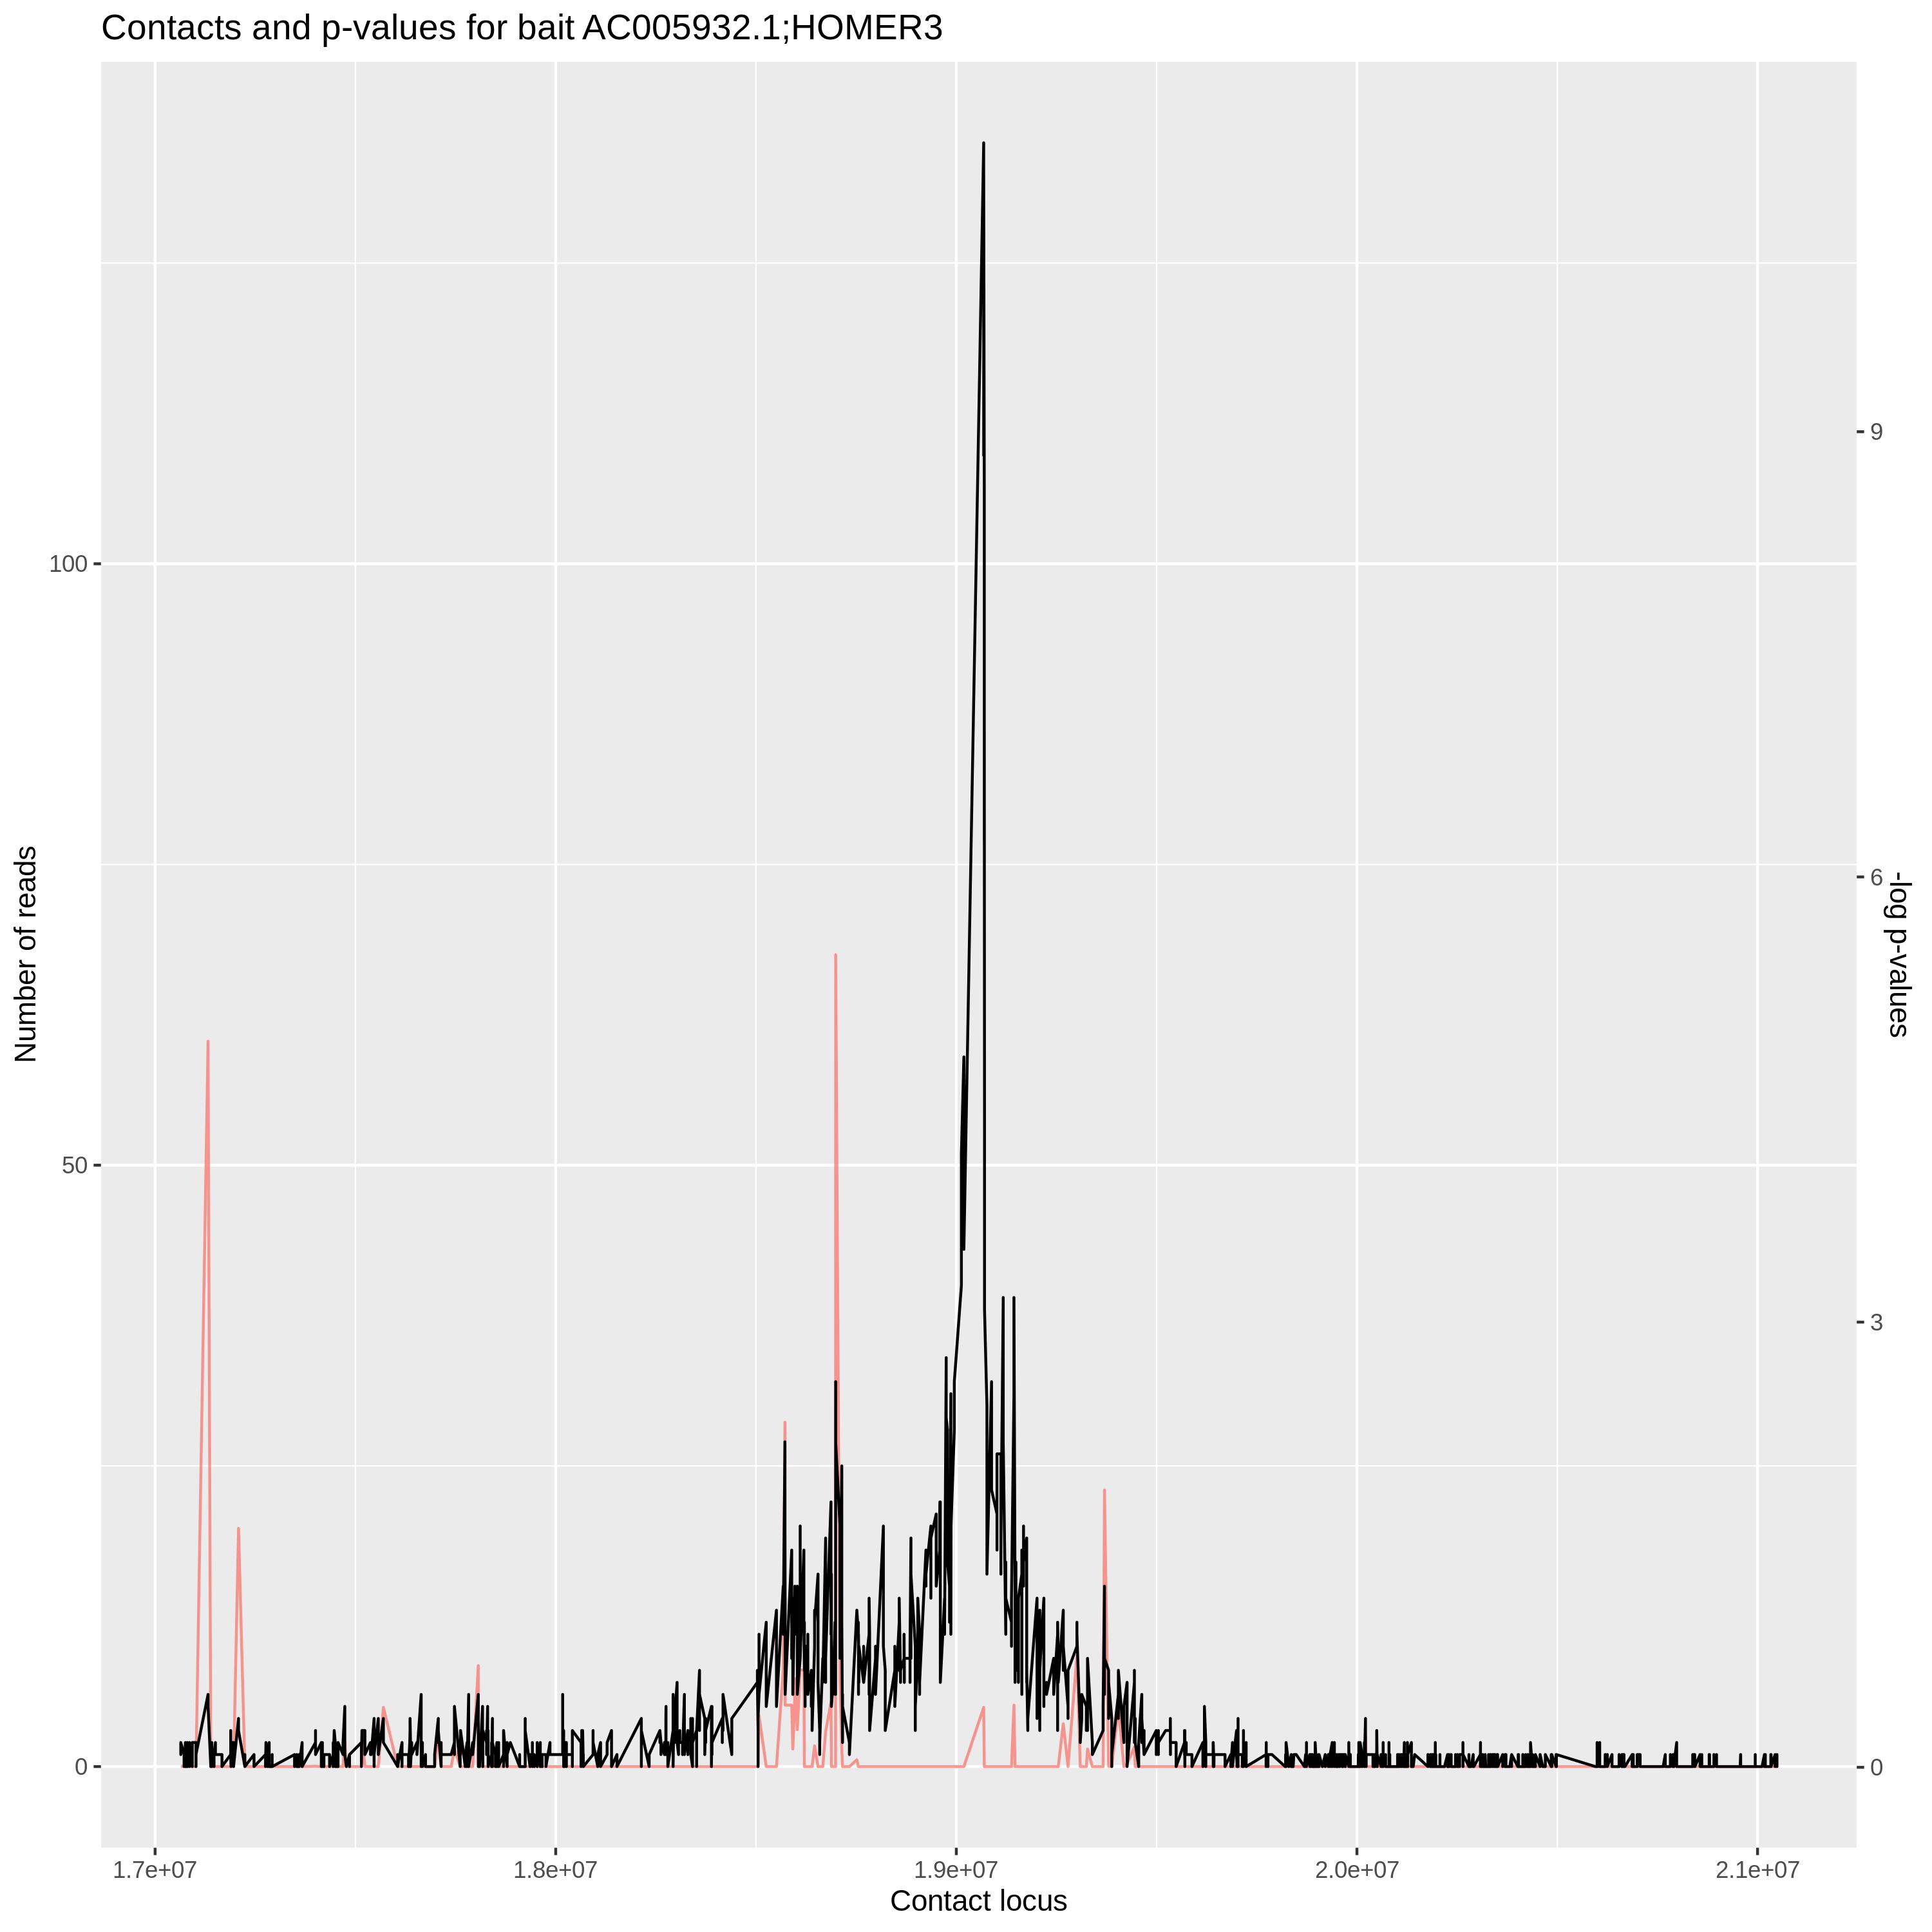 Contacts and p-values for bait AC005932.1;HOMER3
100
50
0
Number of reads
9
6
3
0
-log p-values
1.7e+07
1.8e+07
1.9e+07
2.0e+07
2.1e+07
Contact locus